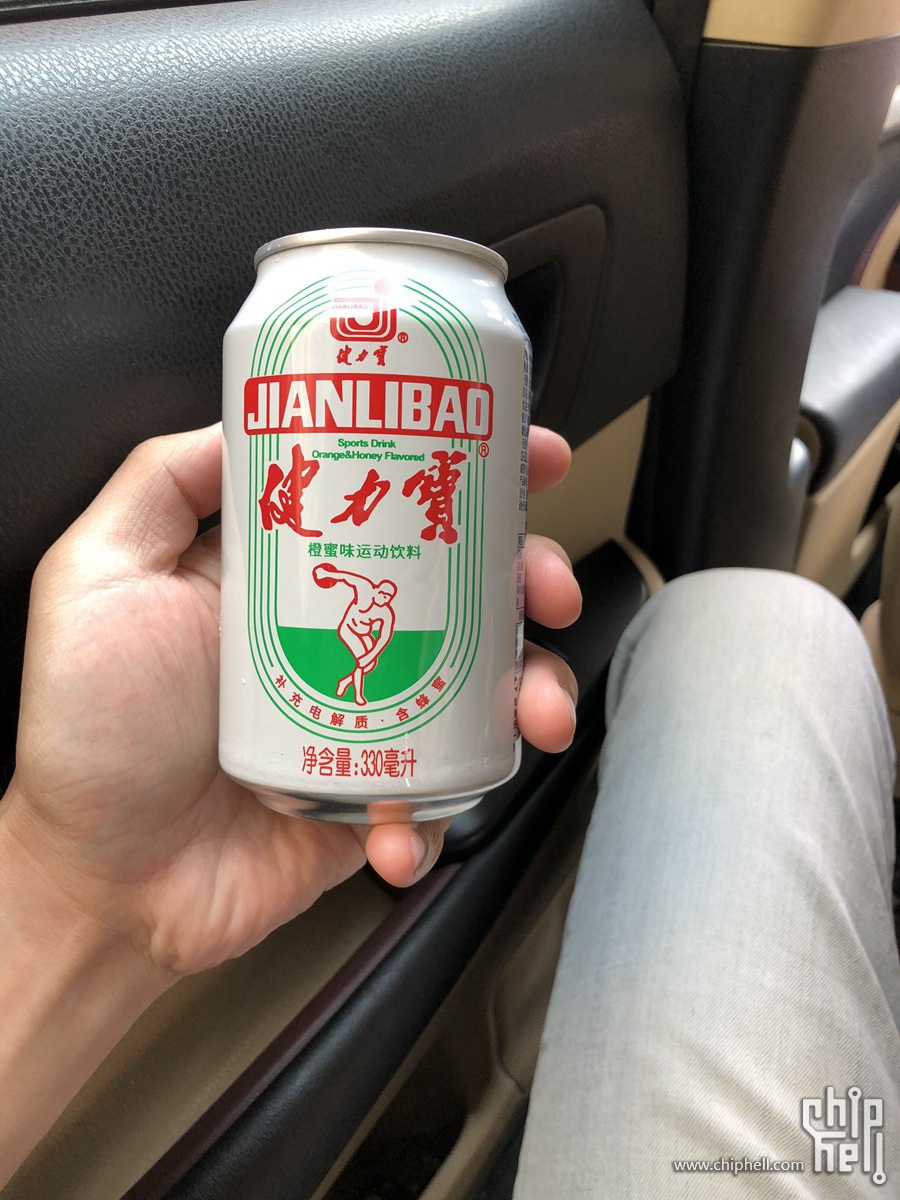 JIANLIBAO
®
健力寶
JIANLIBAO
®
Sports Drink
Orange&Honey Flavored
健力寶
橙蜜味运动饮料
补充电解质·含蜂蜜
净含量:330毫升
chip
hell
www.chiphell.com